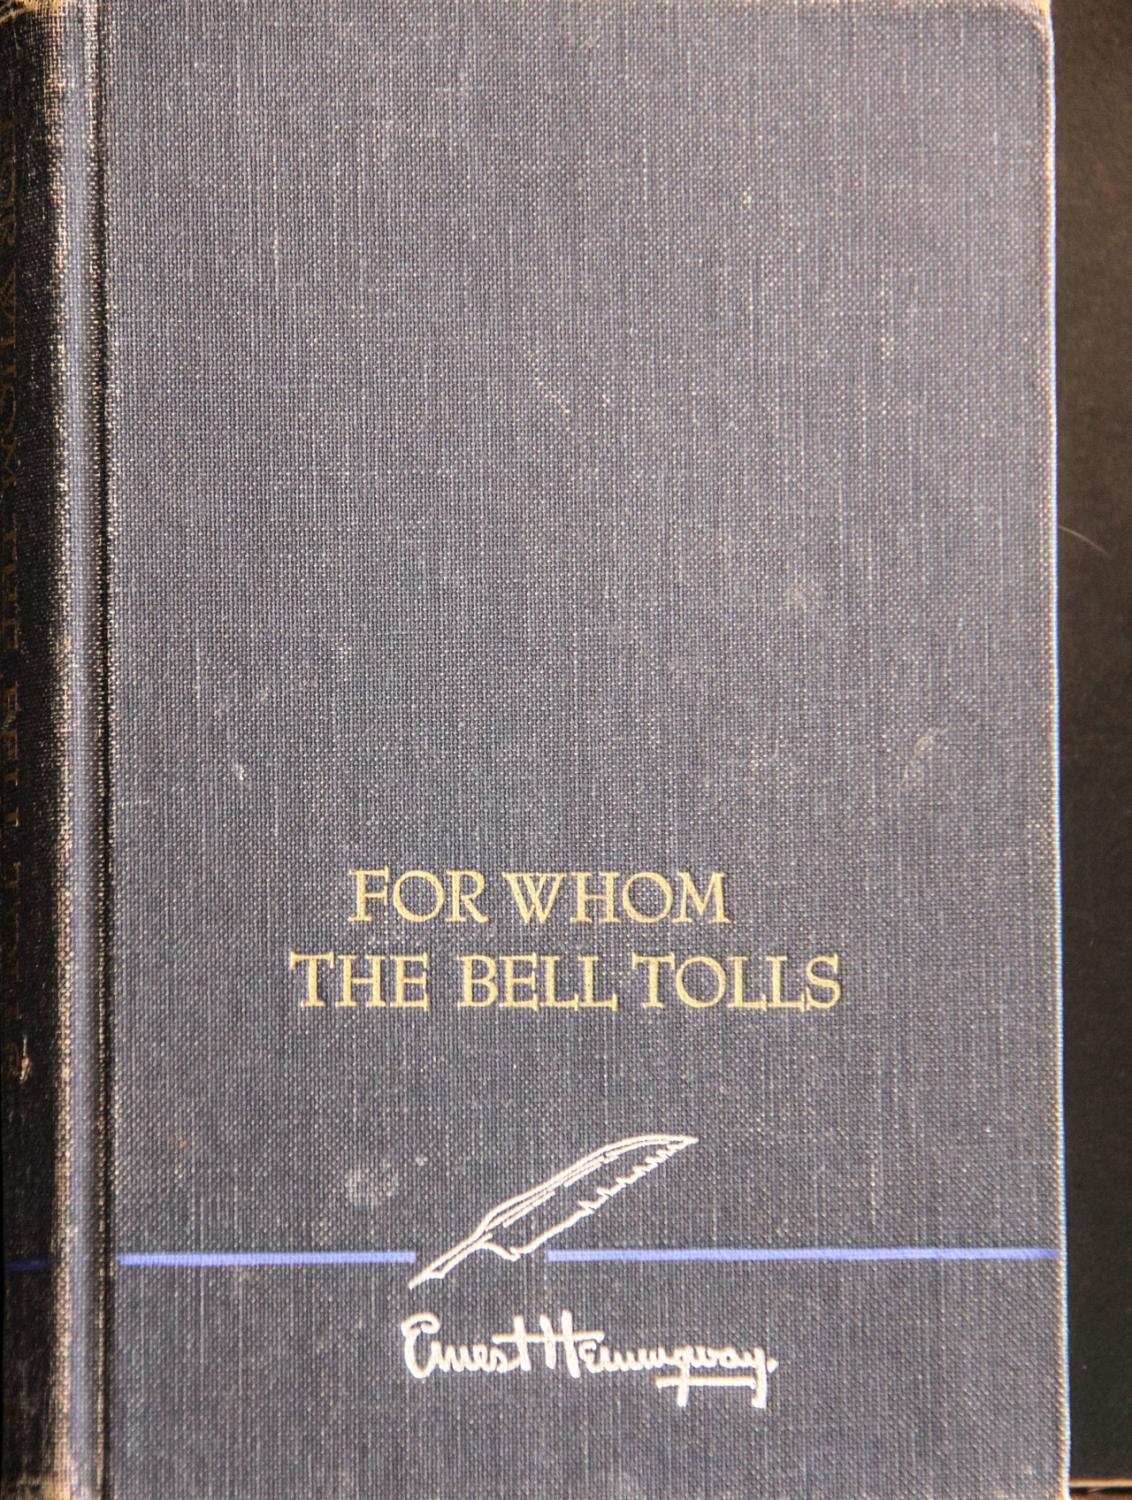 FOR WHOM
THE BELL TOLLS
Ernest Hemingway.